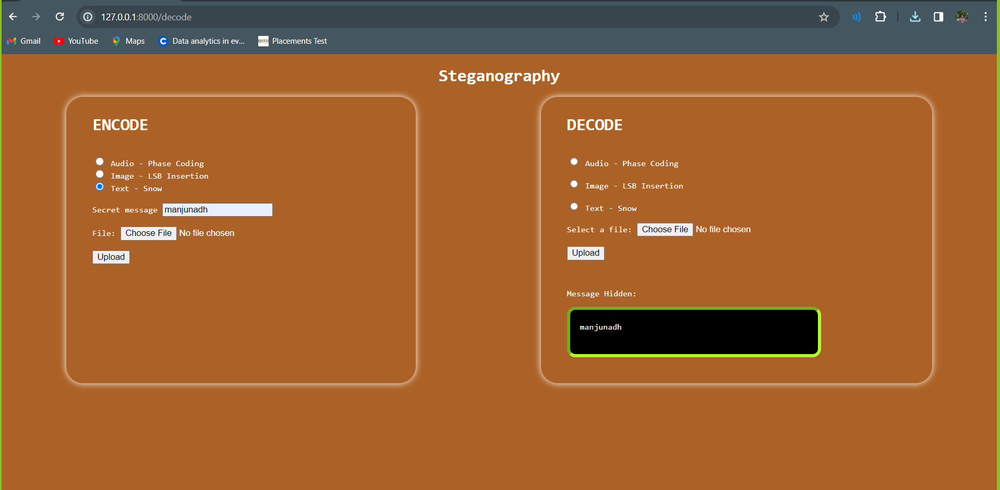 127.0.0.1:8000/decode
Gmail YouTube Maps Data analytics in ev... Placements Test
Steganography
ENCODE
Audio - Phase Coding
Image - LSB Insertion
Text - Snow
Secret message manjunadh
File: Choose File No file chosen
Upload
DECODE
Audio - Phase Coding
Image - LSB Insertion
Text - Snow
Select a file: Choose File No file chosen
Upload
Message Hidden:
manjunadh